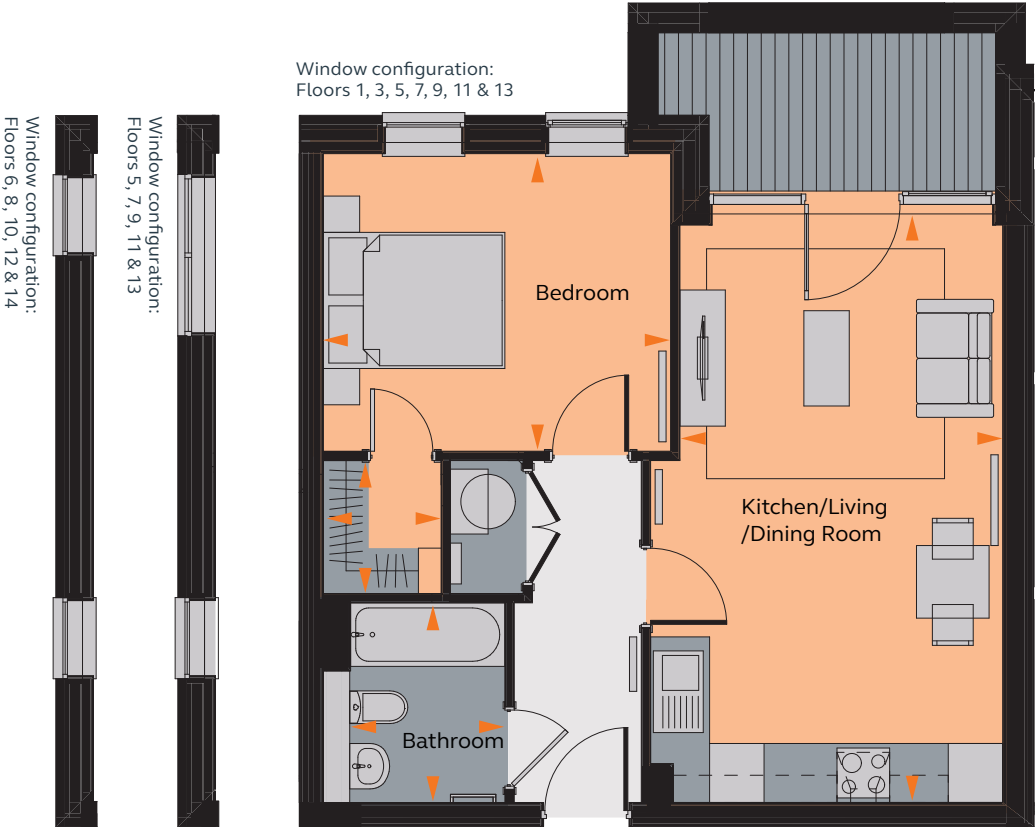 Window configuration:
Floors 1, 3, 5, 7, 9, 11 & 13
Window configuration:
Floors 6, 8, 10, 12 & 14
Window configuration:
Floors 5, 7, 9, 11 & 13
Bedroom
Kitchen/Living
/Dining Room
Bathroom